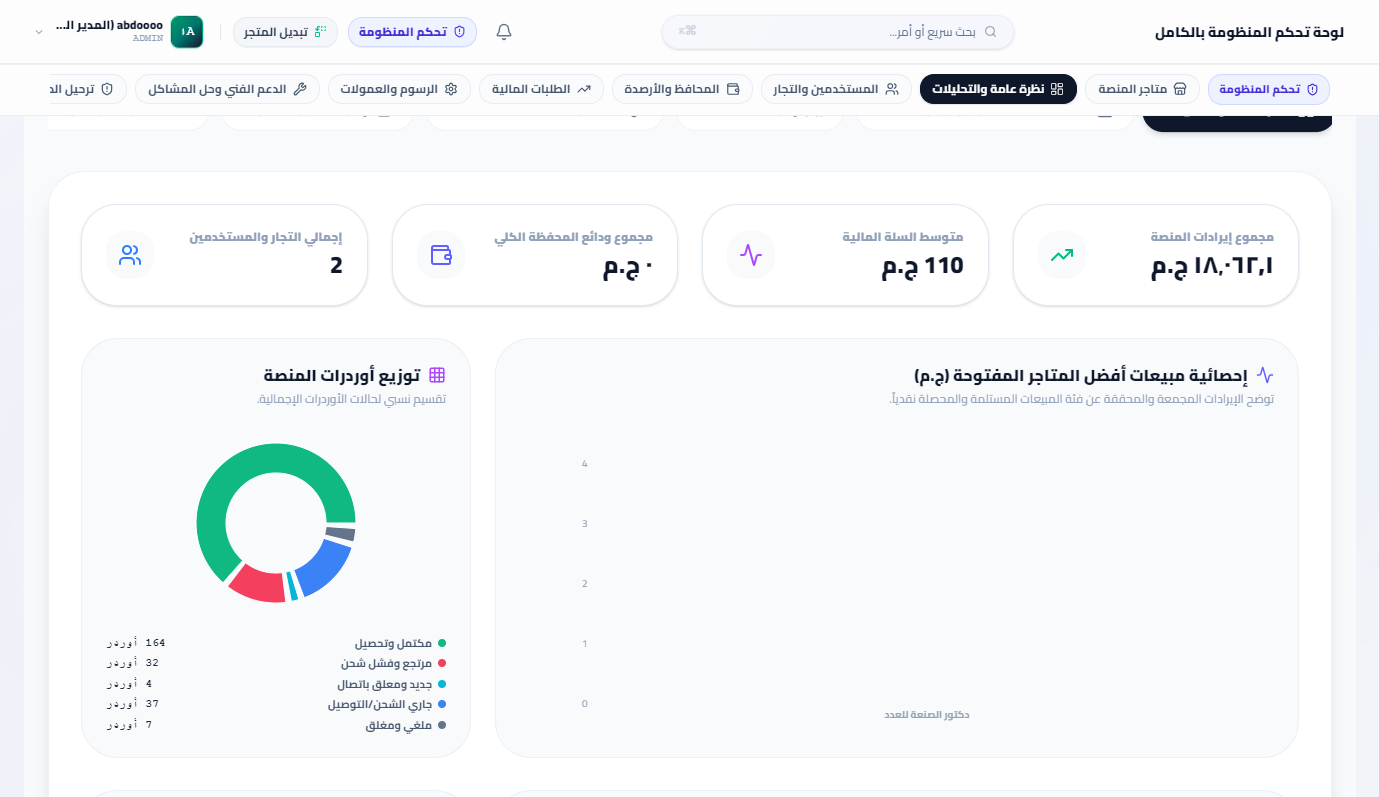 لوحة تحكم المنظومة بالكامل
بحث سريع أو أمر...
⌘K
تحكم المنظومة
تبديل المتجر
A
abdoooo (المدير ال...
ADMIN
تحكم المنظومة
متاجر المنصة
نظرة عامة والتحليلات
المستخدمين والتجار
المحافظ والأرصدة
الطلبات المالية
الرسوم والعمولات
الدعم الفني وحل المشاكل
ترحيل
مجموع إيرادات المنصة
١٨,٠٦٢,١ ج.م
متوسط السلة المالية
110 ج.م
مجموع ودائع المحفظة الكلي
٠ ج.م
إجمالي التجار والمستخدمين
2
إحصائية مبيعات أفضل المتاجر المفتوحة (ج.م)
توضح الإيرادات المجمعة والمحققة عن فئة المبيعات المستلمة والمحصلة نقدياً.
4
3
2
1
0
دكتور الصنعة للعدد
توزيع أوردرات المنصة
تقسيم نسبي لحالات الأوردرات الإجمالية.
مكتمل وتحصيل 164 أوردر
مرتجع وفشل شحن 32 أوردر
جديد ومعلق باتصال 4 أوردر
جاري الشحن/التوصيل 37 أوردر
ملغي ومغلق 7 أوردر